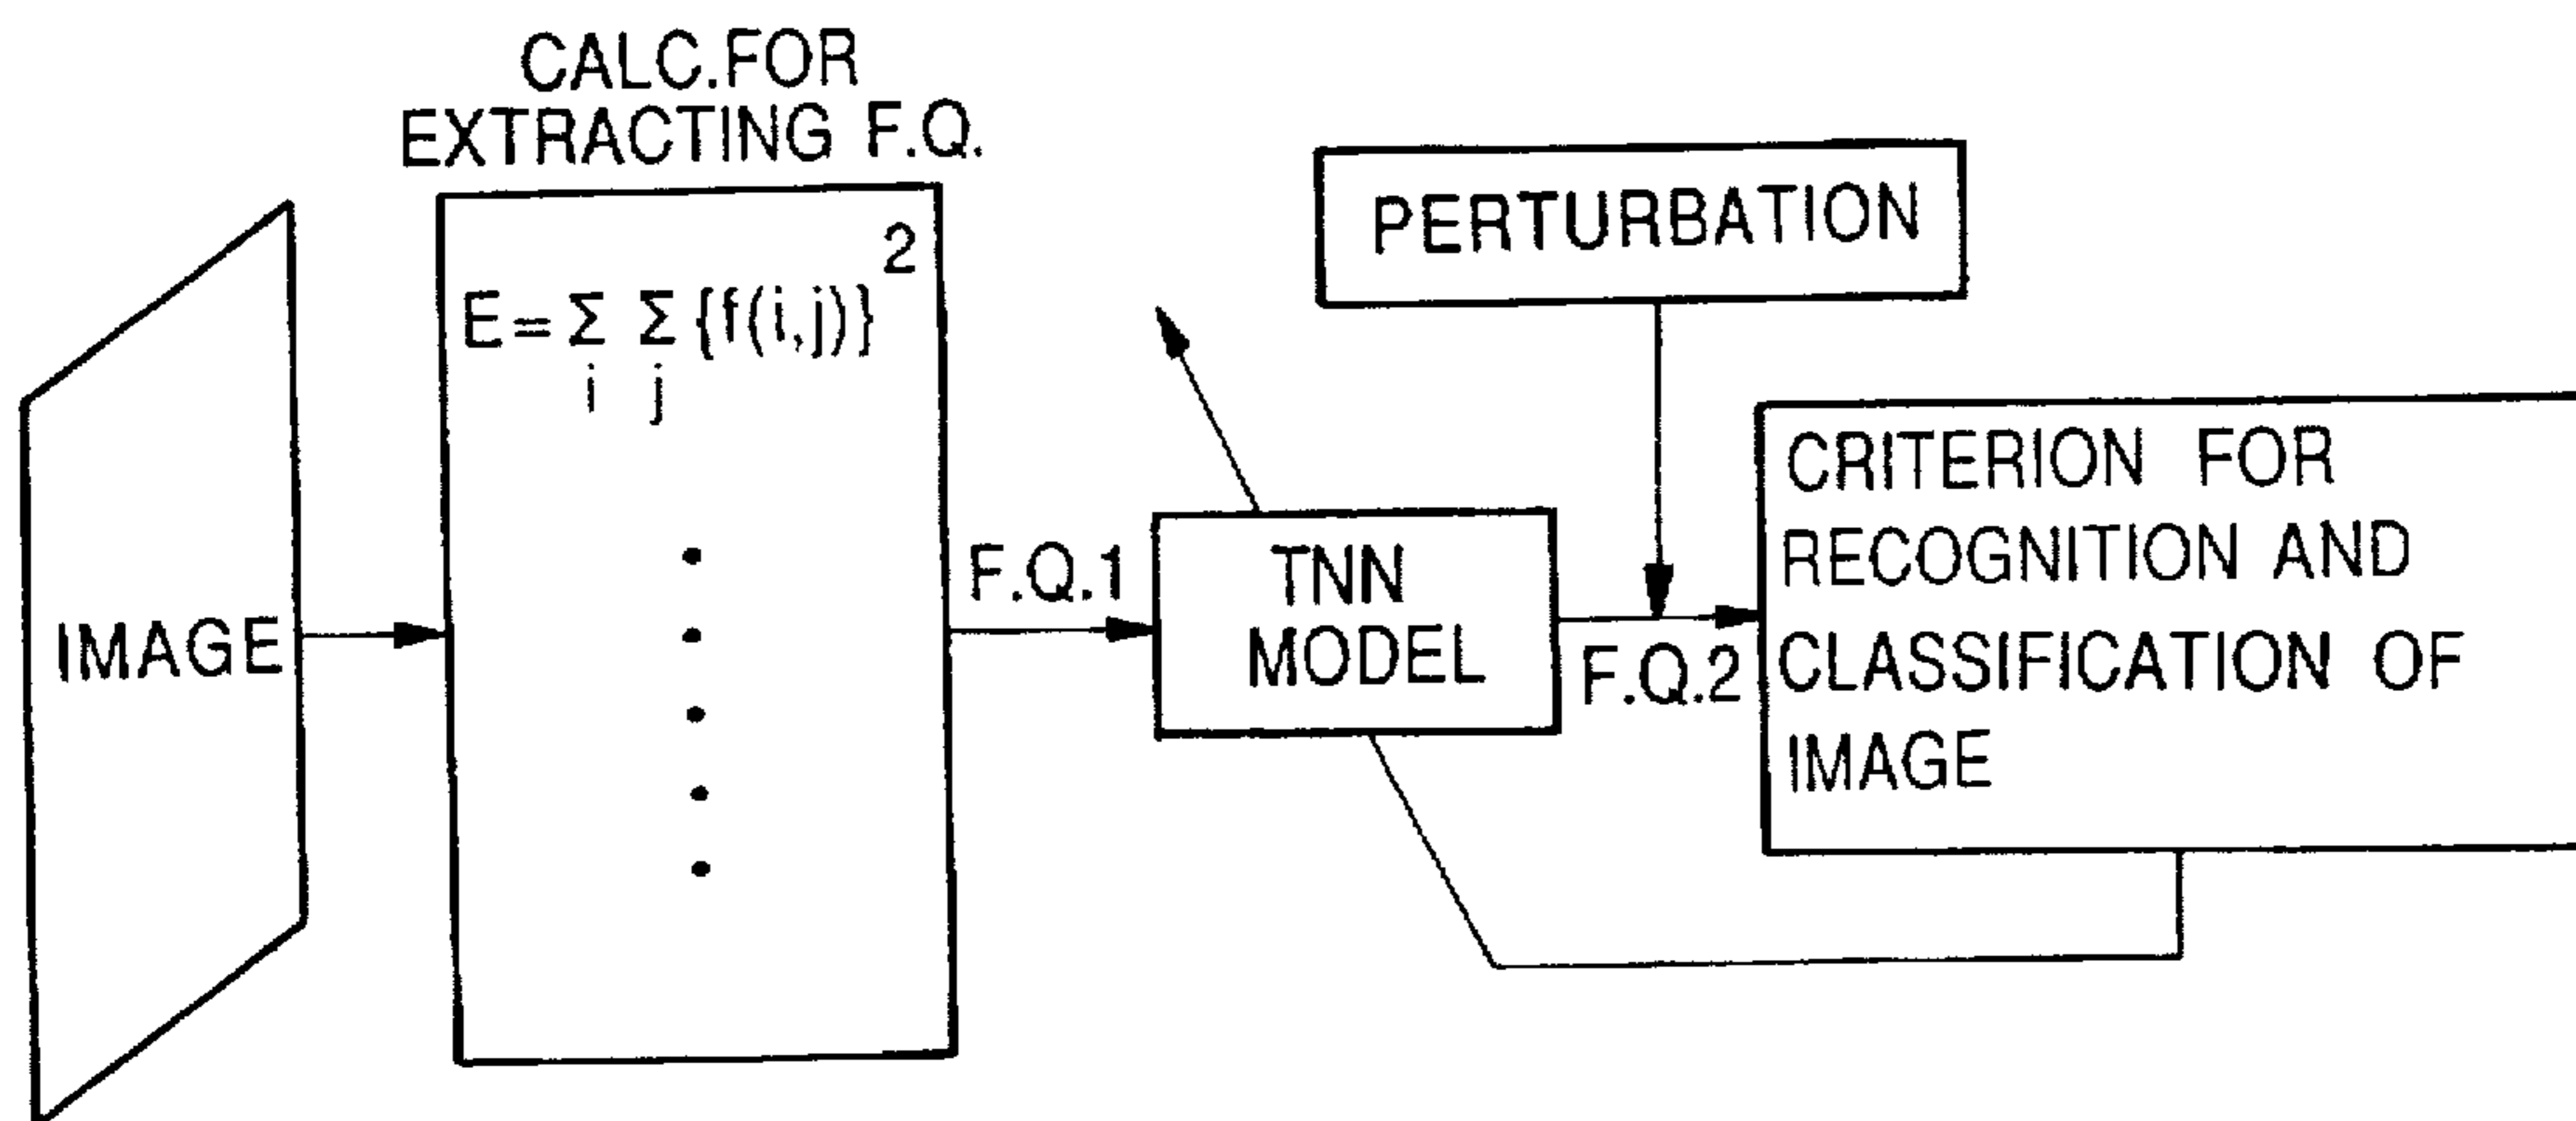 CALC.FOR
EXTRACTING F.Q.
IMAGE
E = Σ Σ {f(i,j)}²
i j
F.Q.1
TNN
MODEL
PERTURBATION
F.Q.2
CRITERION FOR
RECOGNITION AND
CLASSIFICATION OF
IMAGE